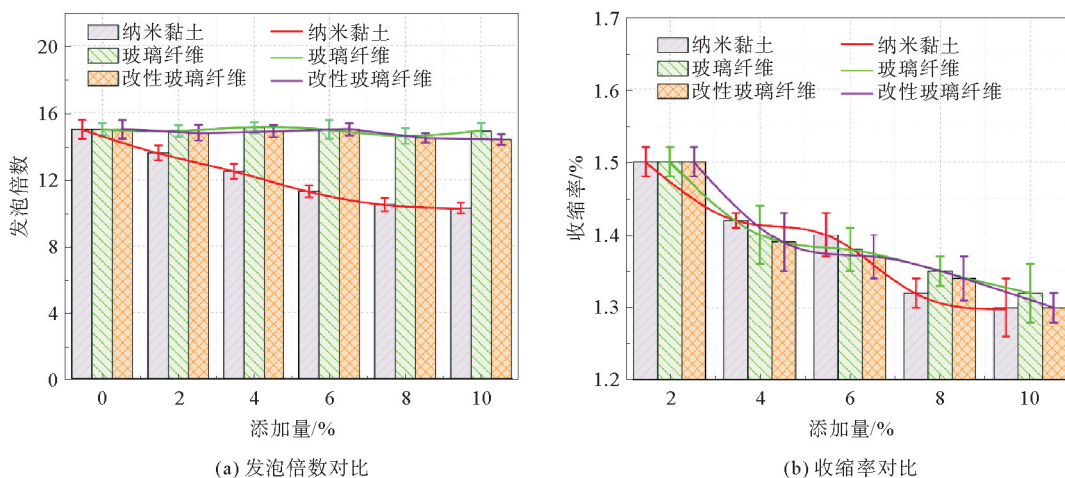 20
16
12
8
4
0
发泡倍数
纳米黏土
玻璃纤维
改性玻璃纤维
纳米黏土
玻璃纤维
改性玻璃纤维
0 2 4 6 8 10
添加量/%
(a) 发泡倍数对比
1.7
1.6
1.5
1.4
1.3
1.2
收缩率/%
纳米黏土
玻璃纤维
改性玻璃纤维
纳米黏土
玻璃纤维
改性玻璃纤维
2 4 6 8 10
添加量/%
(b) 收缩率对比